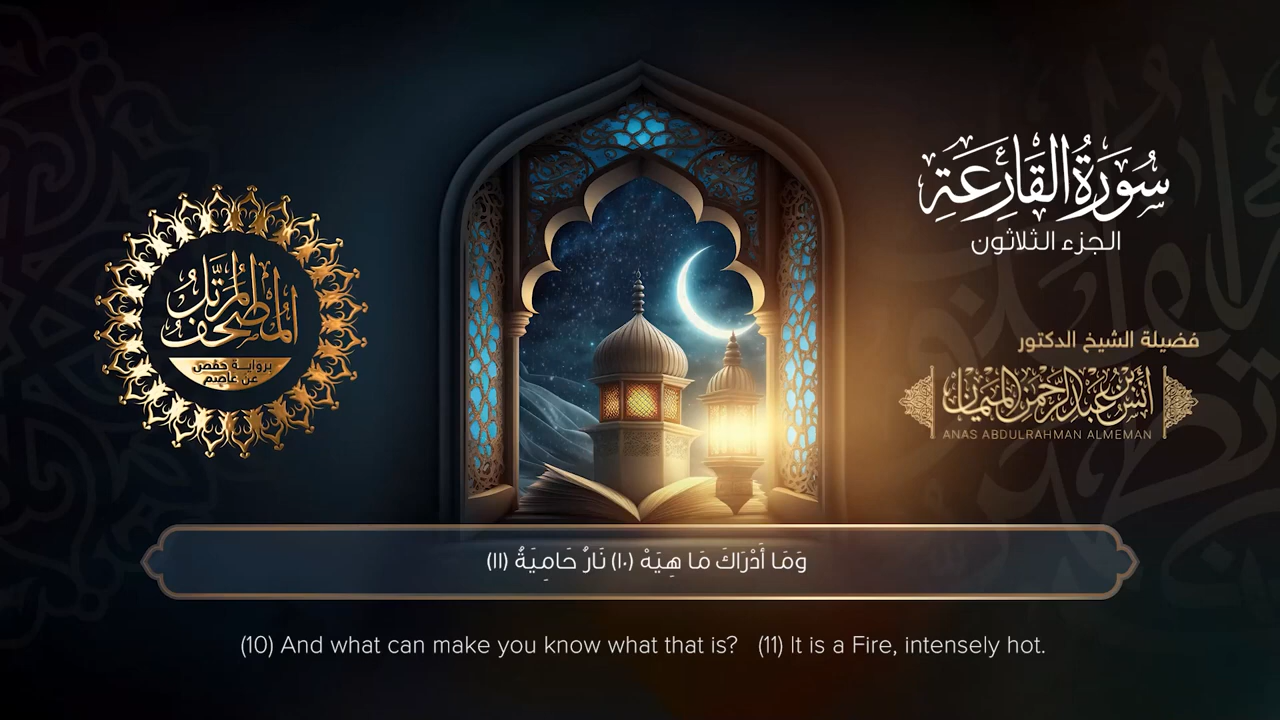 سُورَةُ القَارِعَةِ
الجزء الثلاثون
المصحف المرتل
برواية حفص
عن عاصم
فضيلة الشيخ الدكتور
أنس بن عبدالرحمن الميمان
ANAS ABDULRAHMAN ALMEMAN
وَمَا أَدْرَاكَ مَا هِيَهْ (١٠) نَارٌ حَامِيَةٌ (١١)
(10) And what can make you know what that is? (11) It is a Fire, intensely hot.